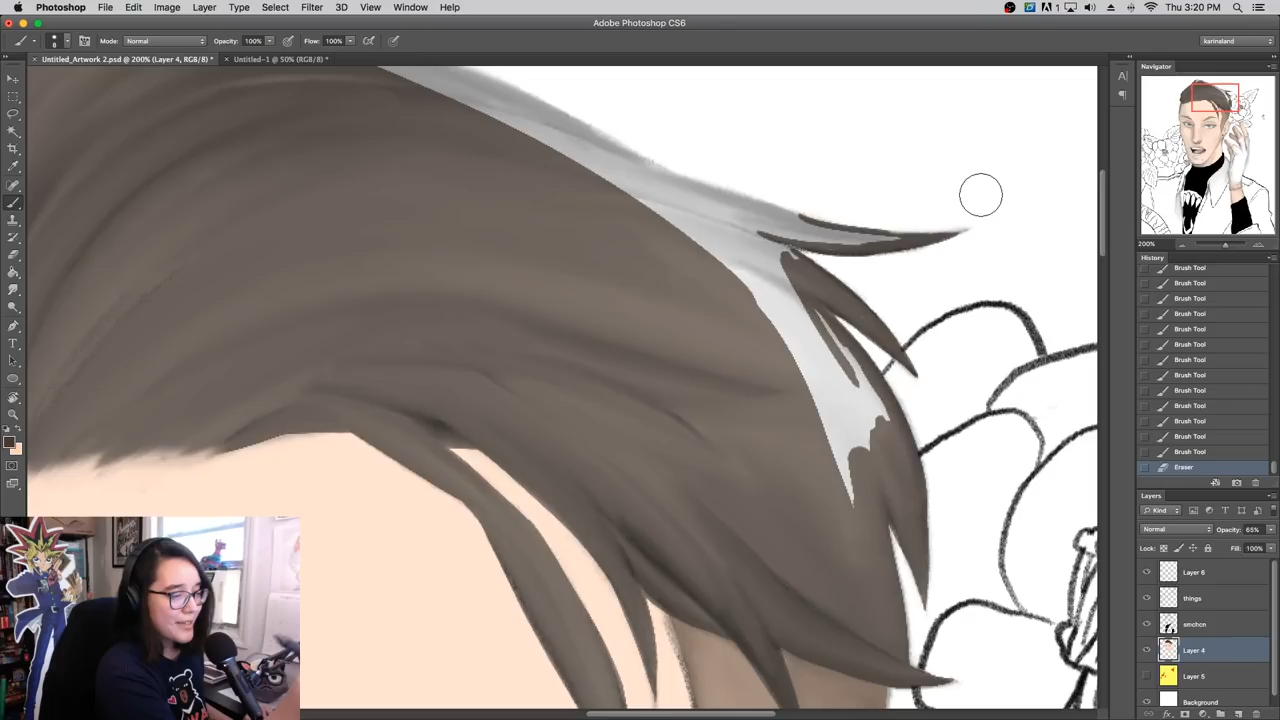 Photoshop File Edit Image Layer Type Select Filter 3D View Window Help
1 Thu 3:20 PM
Adobe Photoshop CS6
Mode: Normal Opacity: 100% Flow: 100% karinaland
Untitled_Artwork 2.psd @ 200% (Layer 4, RGB/8) * Untitled-1 @ 50% (RGB/8) *
Navigator
200%
History
Brush Tool
Brush Tool
Brush Tool
Brush Tool
Brush Tool
Brush Tool
Brush Tool
Brush Tool
Brush Tool
Brush Tool
Brush Tool
Brush Tool
Brush Tool
Eraser
Layers
Kind
Normal Opacity: 65%
Lock: Fill: 100%
Layer 6
things
smchcn
Layer 4
Layer 5
Background